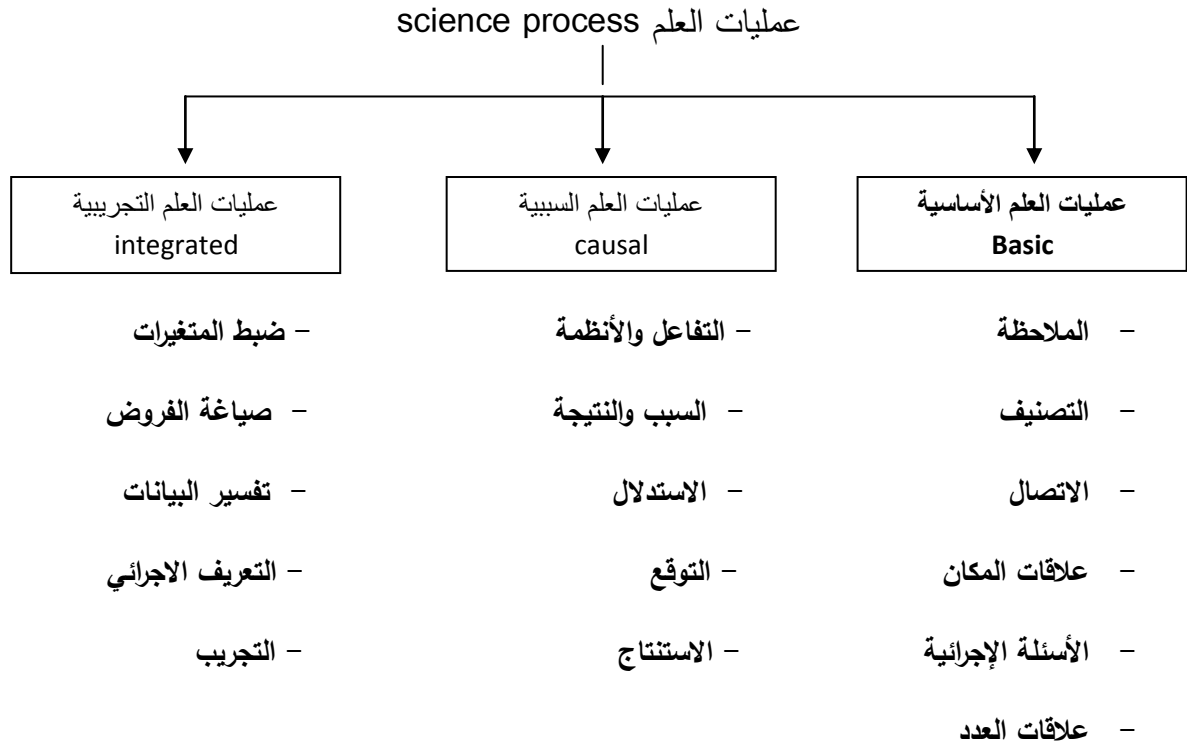 عمليات العلم science process
عمليات العلم الأساسية
Basic
عمليات العلم السببية
causal
عمليات العلم التجريبية
integrated
- الملاحظة
- التصنيف
- الاتصال
- علاقات المكان
- الأسئلة الإجرائية
- علاقات العدد
- التفاعل والأنظمة
- السبب والنتيجة
- الاستدلال
- التوقع
- الاستنتاج
- ضبط المتغيرات
- صياغة الفروض
- تفسير البيانات
- التعريف الاجرائي
- التجريب